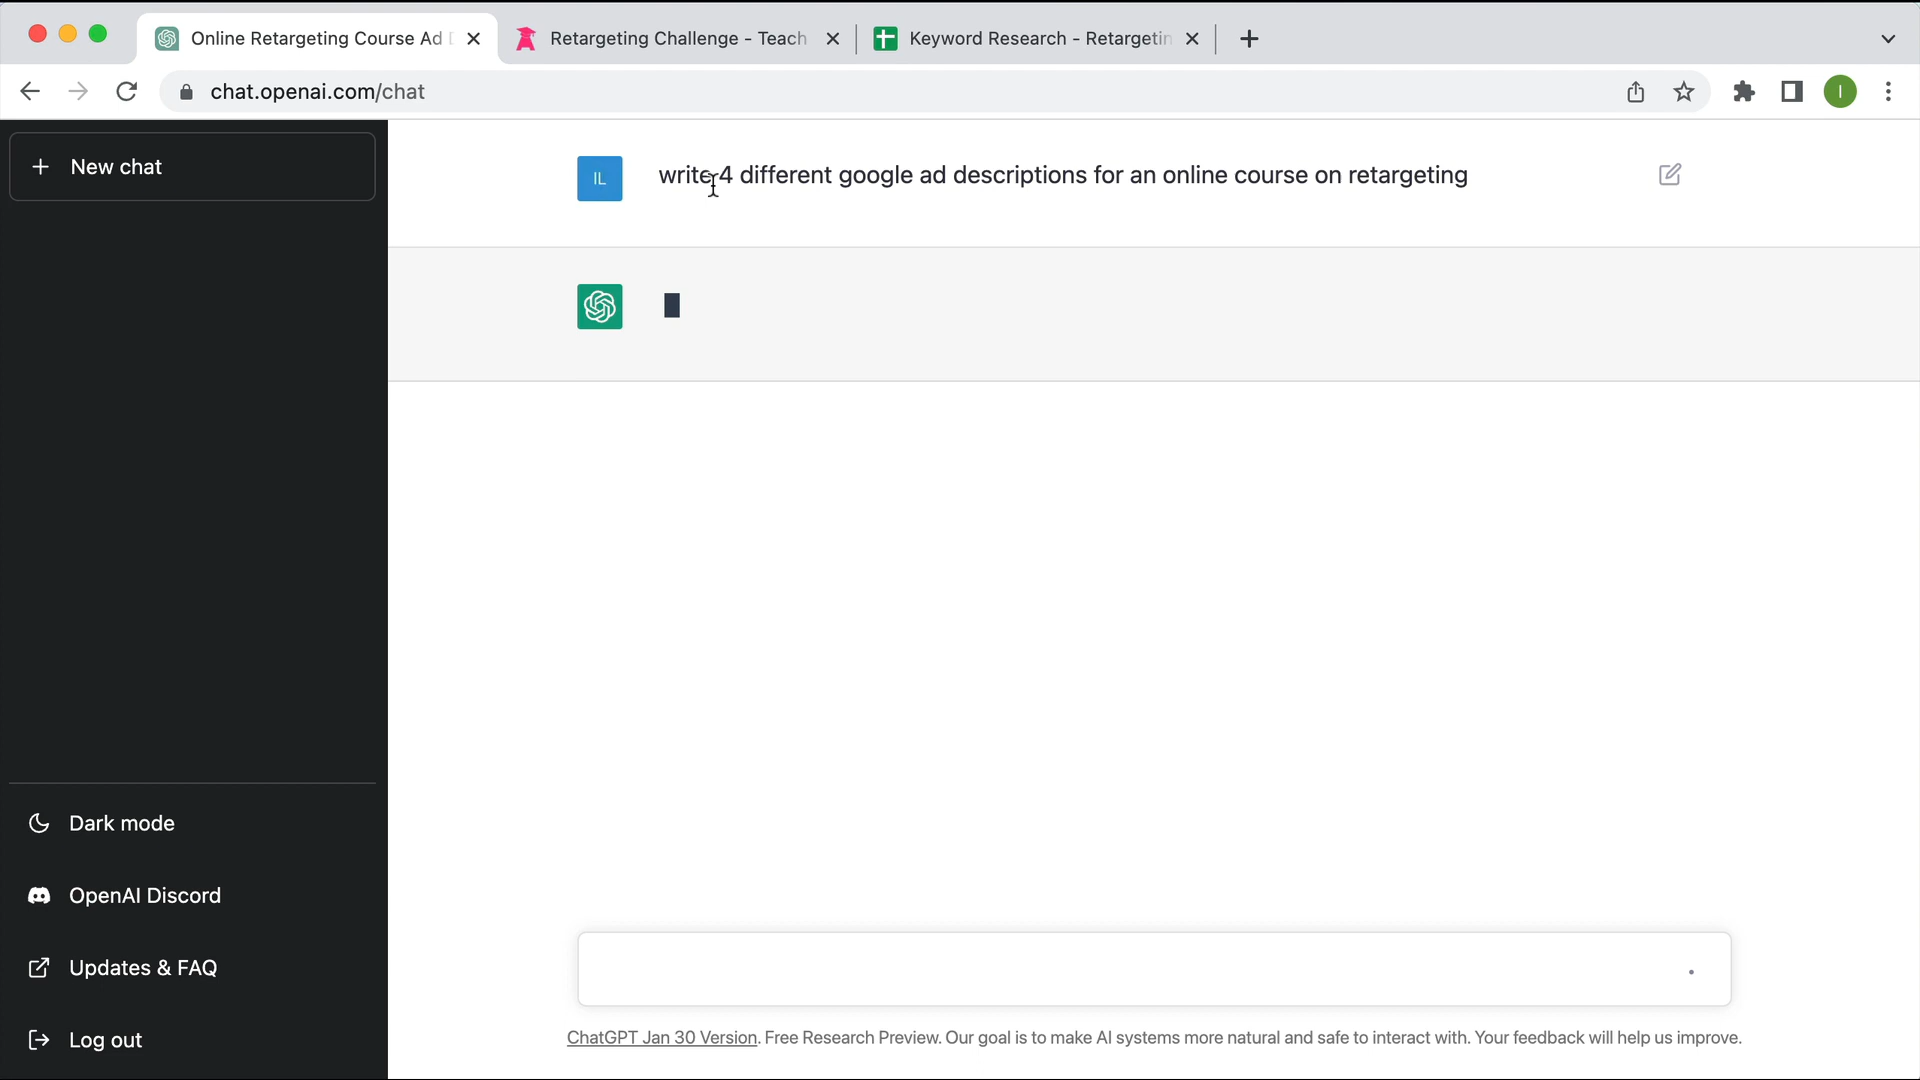 Online Retargeting Course Ad
Retargeting Challenge - Teach
Keyword Research - Retargetin
chat.openai.com/chat
I
New chat
IL
write 4 different google ad descriptions for an online course on retargeting
Dark mode
OpenAI Discord
Updates & FAQ
Log out
ChatGPT Jan 30 Version. Free Research Preview. Our goal is to make AI systems more natural and safe to interact with. Your feedback will help us improve.